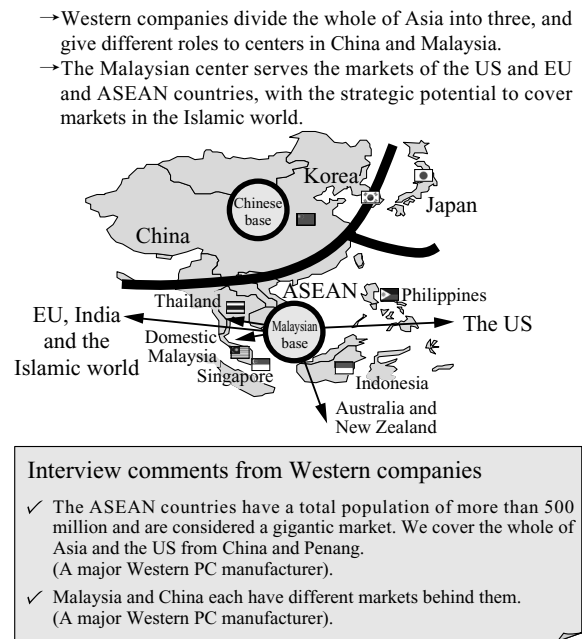 →Western companies divide the whole of Asia into three, and
give different roles to centers in China and Malaysia.
→The Malaysian center serves the markets of the US and EU
and ASEAN countries, with the strategic potential to cover
markets in the Islamic world.
Korea
Japan
Chinese
base
China
Thailand
ASEAN
Philippines
EU, India
and the
Islamic world
Domestic
Malaysia
Malaysian
base
The US
Singapore
Indonesia
Australia and
New Zealand
Interview comments from Western companies
✓ The ASEAN countries have a total population of more than 500
million and are considered a gigantic market. We cover the whole of
Asia and the US from China and Penang.
(A major Western PC manufacturer).
✓ Malaysia and China each have different markets behind them.
(A major Western PC manufacturer).